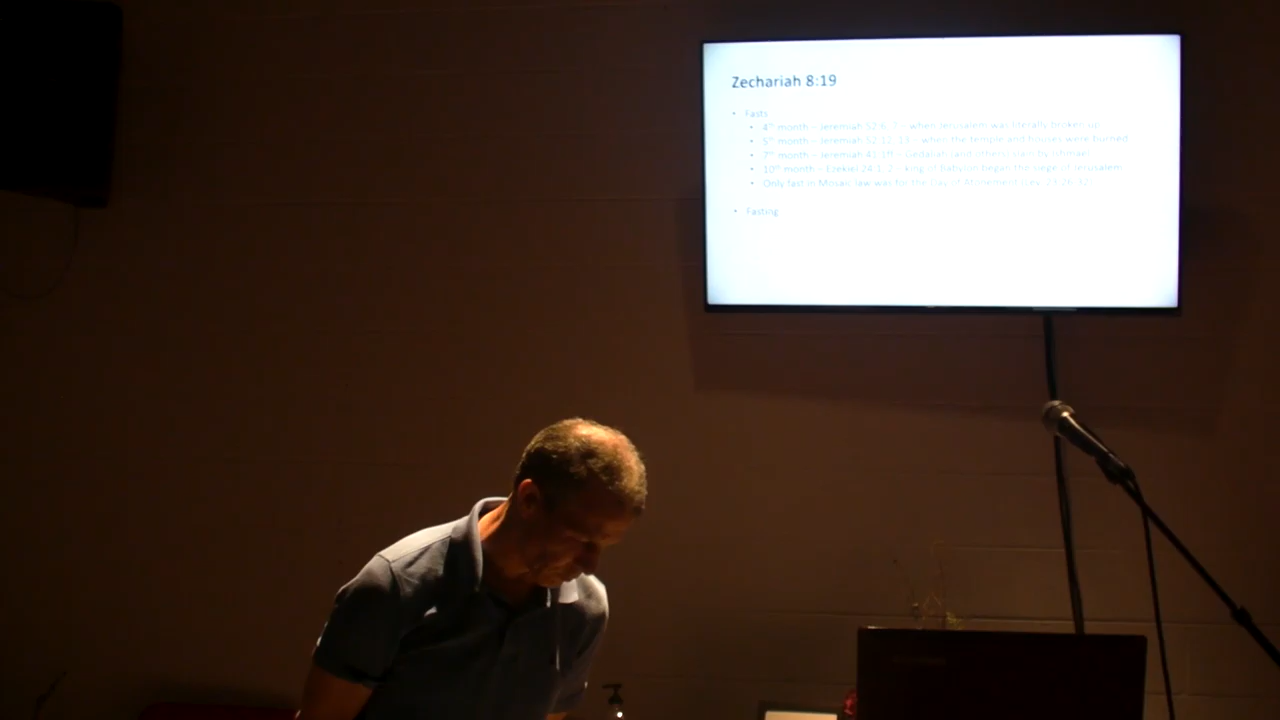 Zechariah 8:19
• Fasts
• 4th month – Jeremiah 52:6, 7 – when Jerusalem was literally broken up
• 5th month – Jeremiah 52:12, 13 – when the temple and houses were burned
• 7th month – Jeremiah 41:1ff – Gedaliah (and others) slain by Ishmael
• 10th month – Ezekiel 24:1, 2 – king of Babylon began the siege of Jerusalem
• Only fast in Mosaic law was for the Day of Atonement (Lev. 23:26-32)
• Fasting